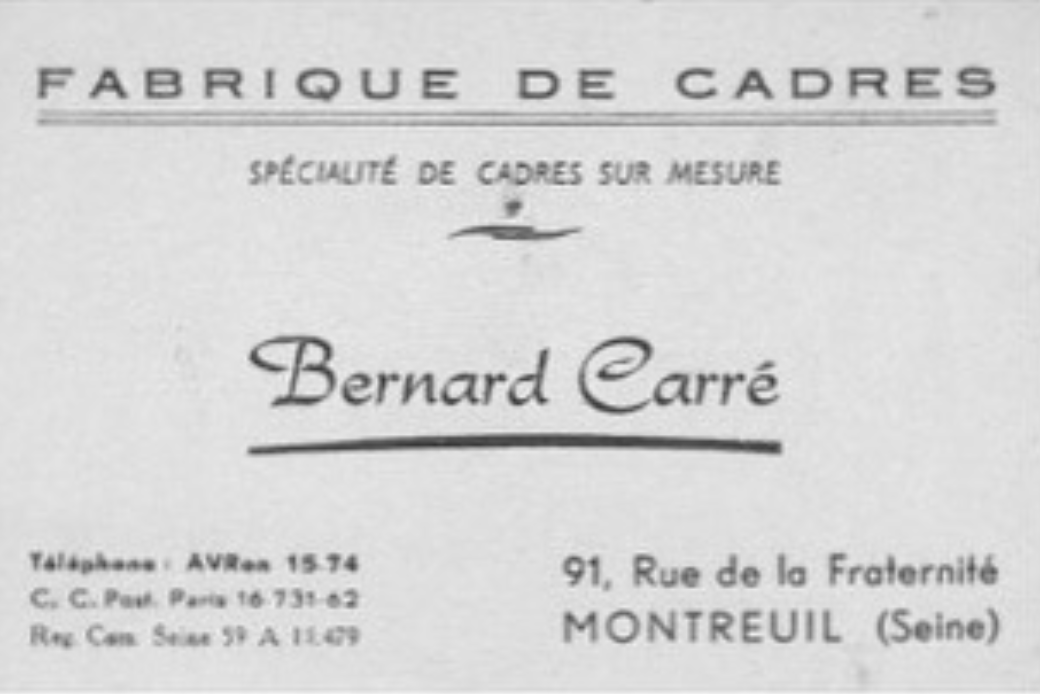 FABRIQUE DE CADRES
SPÉCIALITÉ DE CADRES SUR MESURE
Bernard Carré
Téléphone : AVRon 15-74
C. C. Post. Paris 16-731-62
Reg. Com. Seine 59 A 11.479
91, Rue de la Fraternité
MONTREUIL (Seine)